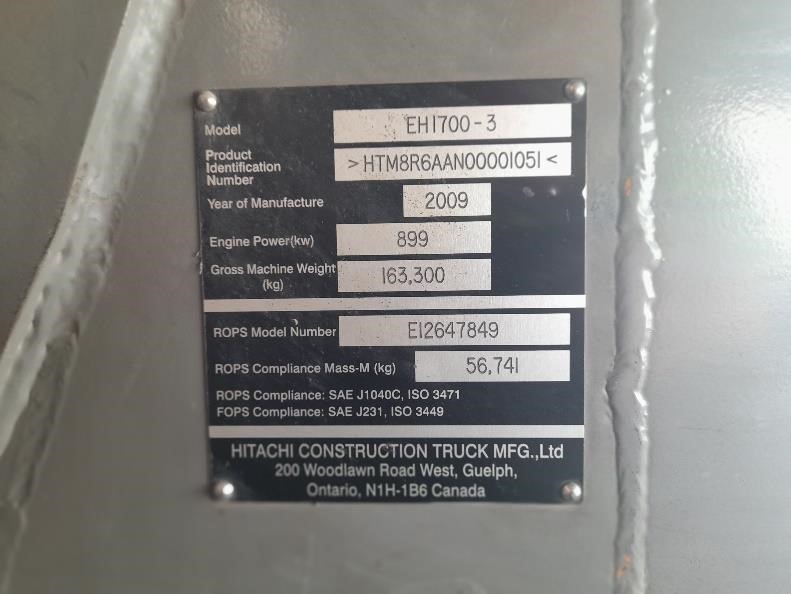 Model EH1700-3
Product
Identification
Number >HTM8R6AAN00001051<
Year of Manufacture 2009
Engine Power(kw) 899
Gross Machine Weight
(kg) 163,300
ROPS Model Number E12647849
ROPS Compliance Mass-M (kg) 56,741
ROPS Compliance: SAE J1040C, ISO 3471
FOPS Compliance: SAE J231, ISO 3449
HITACHI CONSTRUCTION TRUCK MFG.,Ltd
200 Woodlawn Road West, Guelph,
Ontario, N1H-1B6 Canada